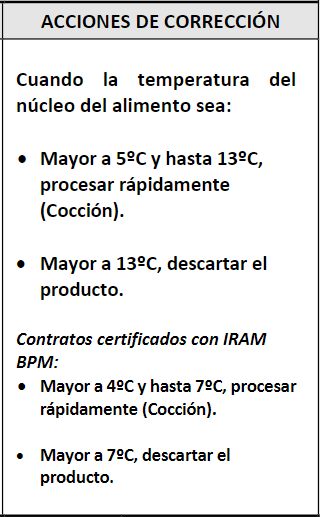 ACCIONES DE CORRECCIÓN
Cuando la temperatura del
núcleo del alimento sea:
• Mayor a 5ºC y hasta 13ºC,
procesar rápidamente
(Cocción).
• Mayor a 13ºC, descartar el
producto.
Contratos certificados con IRAM
BPM:
• Mayor a 4ºC y hasta 7ºC, procesar
rápidamente (Cocción).
• Mayor a 7ºC, descartar el
producto.